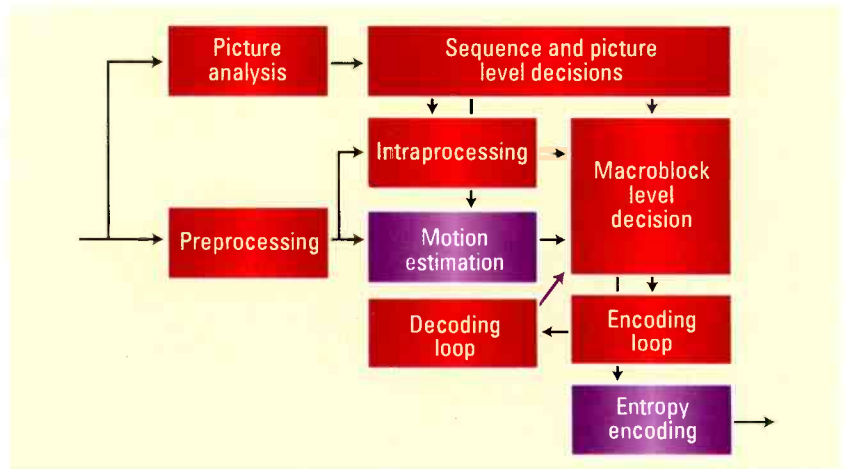 Picture
analysis
Sequence and picture
level decisions
Intraprocessing
Macroblock
level
decision
Preprocessing
Motion
estimation
Decoding
loop
Encoding
loop
Entropy
encoding